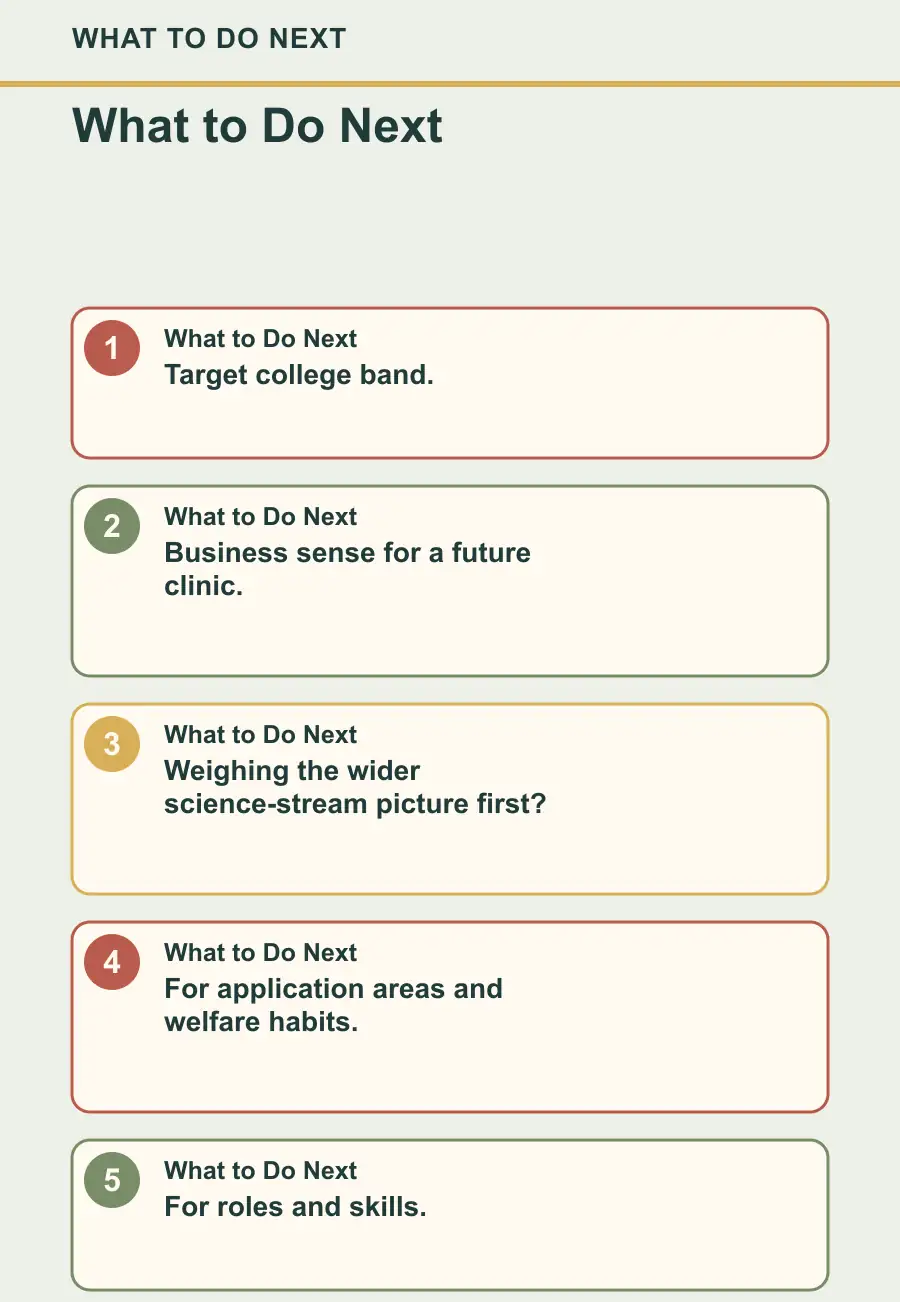 WHAT TO DO NEXT
What to Do Next
1
What to Do Next
Target college band.
2
What to Do Next
Business sense for a future
clinic.
3
What to Do Next
Weighing the wider
science-stream picture first?
4
What to Do Next
For application areas and
welfare habits.
5
What to Do Next
For roles and skills.